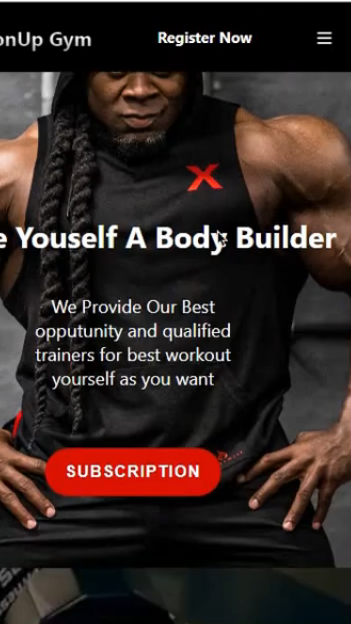 onUp Gym
Register Now
e Youself A Body Builder
We Provide Our Best
opputunity and qualified
trainers for best workout
yourself as you want
SUBSCRIPTION